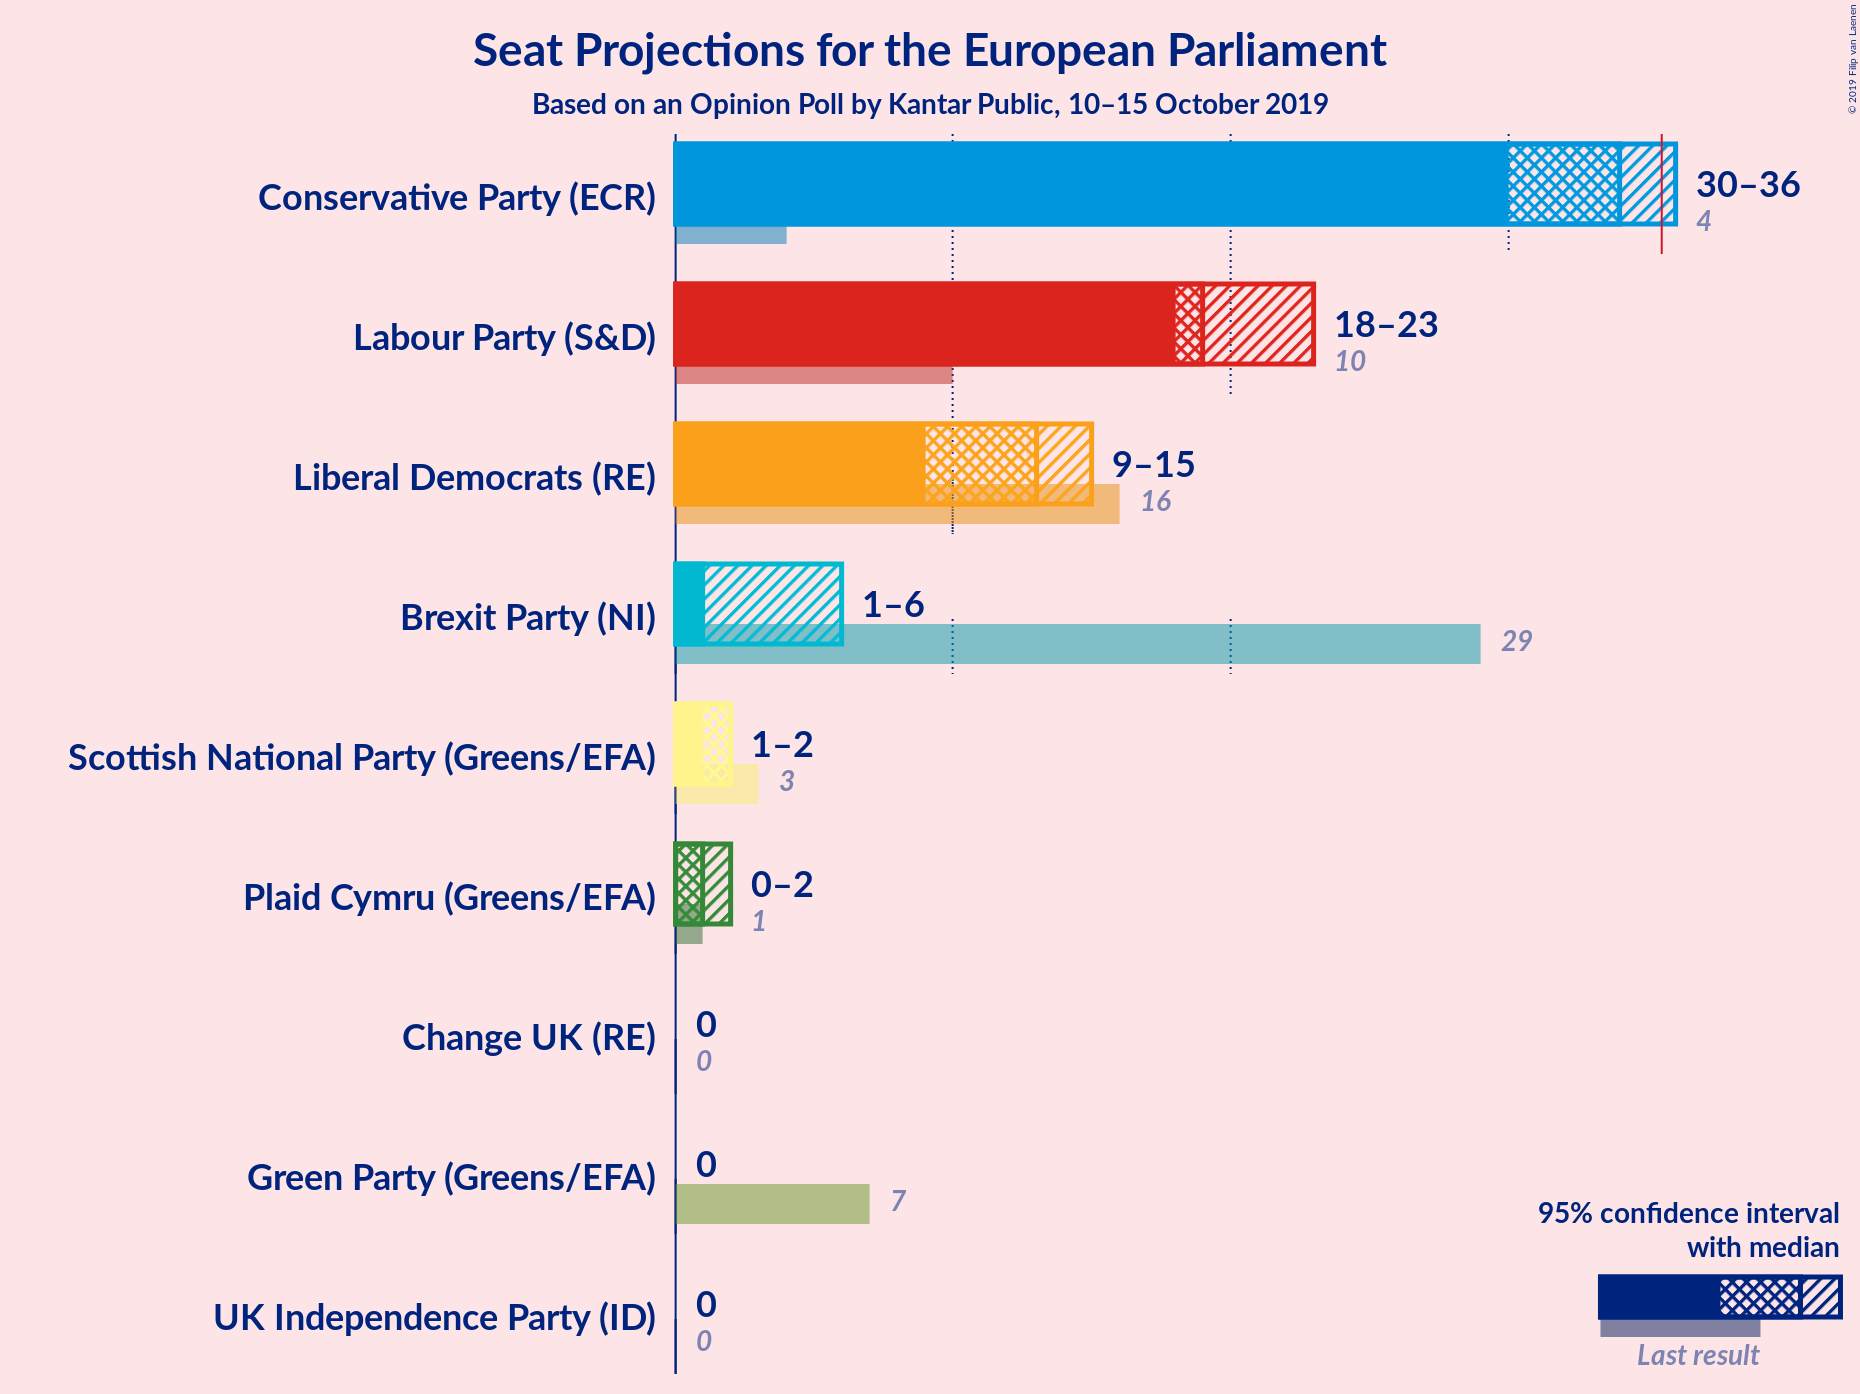 Seat Projections for the European Parliament
Based on an Opinion Poll by Kantar Public, 10–15 October 2019
© 2019 Filip van Laenen
Conservative Party (ECR)
30–36
4
Labour Party (S&D)
18–23
10
Liberal Democrats (RE)
9–15
16
Brexit Party (NI)
1–6
29
Scottish National Party (Greens/EFA)
1–2
3
Plaid Cymru (Greens/EFA)
0–2
1
Change UK (RE)
0
0
Green Party (Greens/EFA)
0
7
UK Independence Party (ID)
0
0
95% confidence interval
with median
Last result